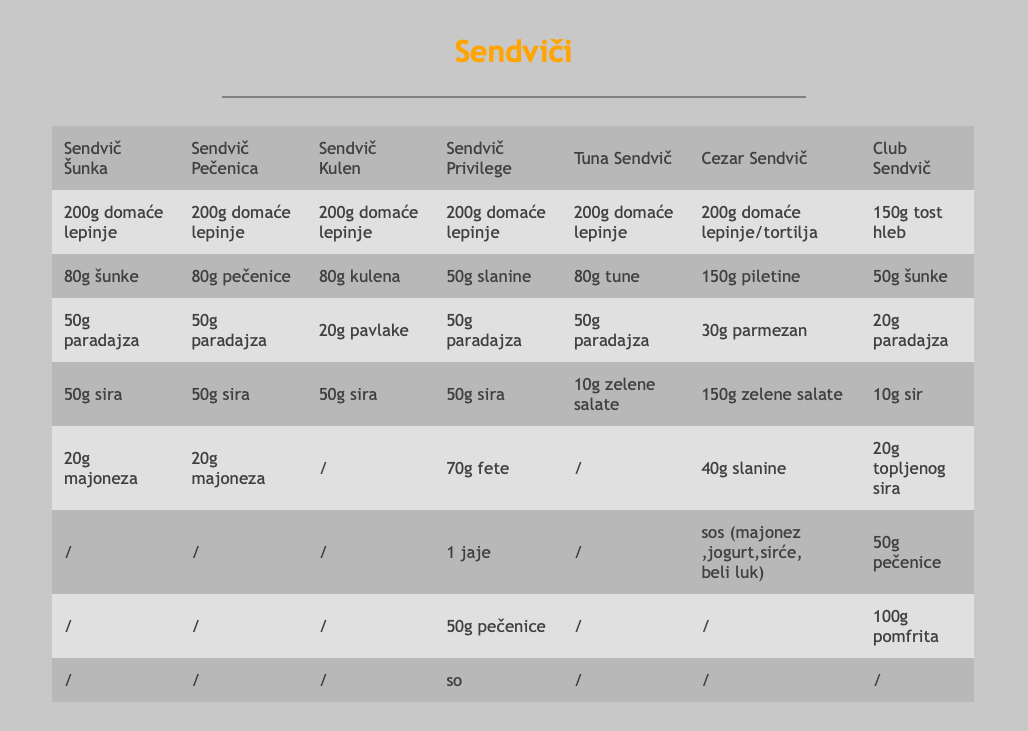 Sendviči
Sendvič Šunka	Sendvič Pečenica	Sendvič Kulen	Sendvič Privilege	Tuna Sendvič	Cezar Sendvič	Club Sendvič
200g domaće lepinje	200g domaće lepinje	200g domaće lepinje	200g domaće lepinje	200g domaće lepinje	200g domaće lepinje/tortilja	150g tost hleb
80g šunke	80g pečenice	80g kulena	50g slanine	80g tune	150g piletine	50g šunke
50g paradajza	50g paradajza	20g pavlake	50g paradajza	50g paradajza	30g parmezan	20g paradajza
50g sira	50g sira	50g sira	50g sira	10g zelene salate	150g zelene salate	10g sir
20g majoneza	20g majoneza	/	70g fete	/	40g slanine	20g topljenog sira
/	/	/	1 jaje	/	sos (majonez ,jogurt,sirće, beli luk)	50g pečenice
/	/	/	50g pečenice	/	/	100g pomfrita
/	/	/	so	/	/	/